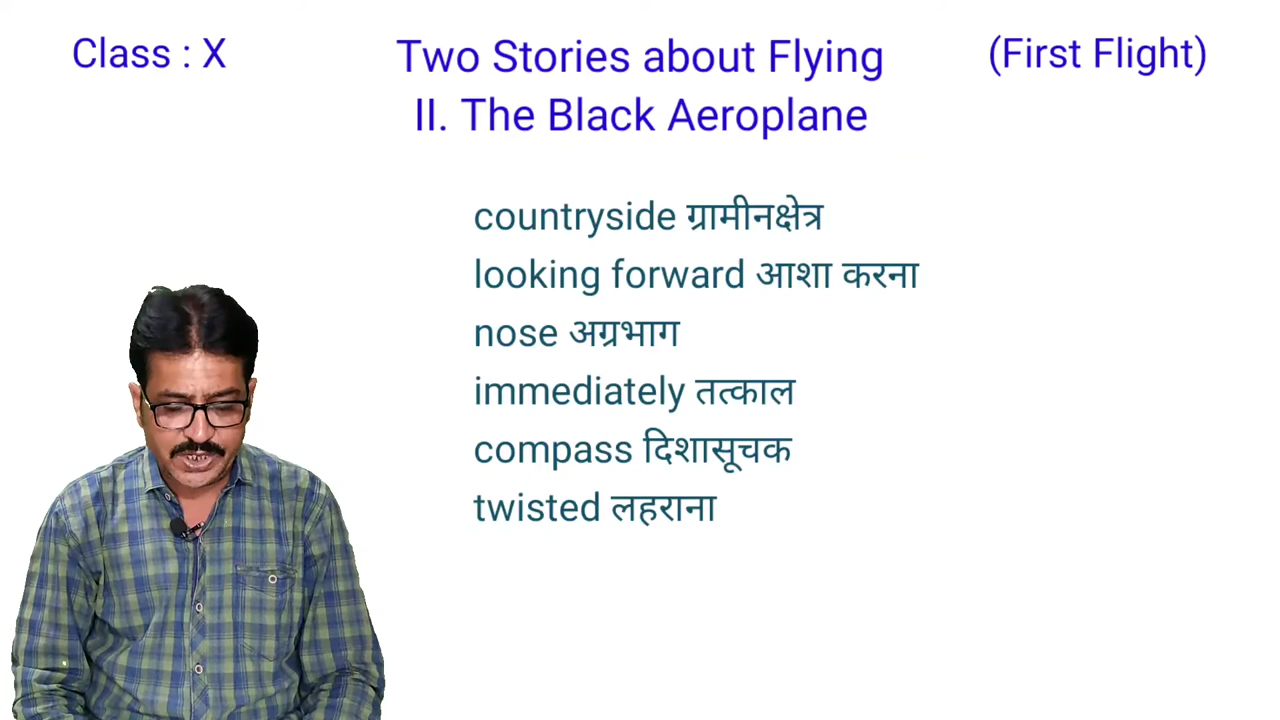 Class : X
Two Stories about Flying
(First Flight)
II. The Black Aeroplane
countryside ग्रामीनक्षेत्र
looking forward आशा करना
nose अग्रभाग
immediately तत्काल
compass दिशासूचक
twisted लहराना